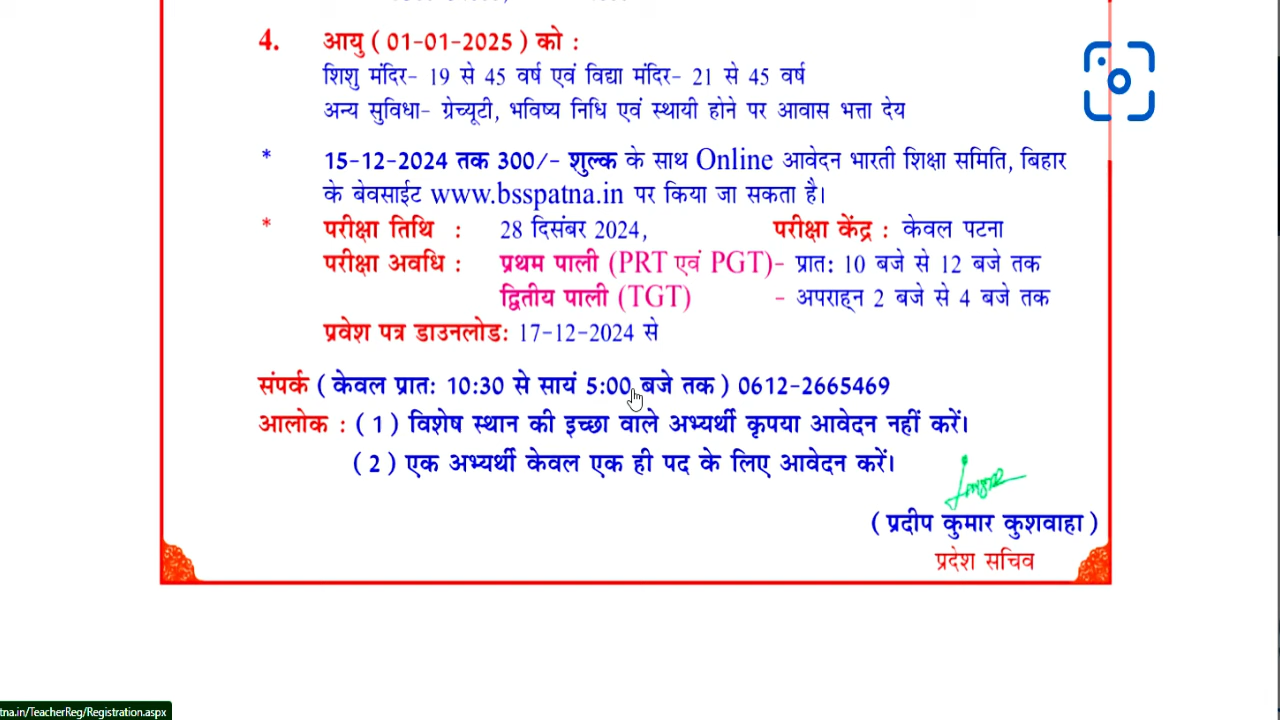 4. आयु ( 01-01-2025 ) को :
शिशु मंदिर- 19 से 45 वर्ष एवं विद्या मंदिर- 21 से 45 वर्ष
अन्य सुविधा- ग्रेच्यूटी, भविष्य निधि एवं स्थायी होने पर आवास भत्ता देय
* 15-12-2024 तक 300/- शुल्क के साथ Online आवेदन भारती शिक्षा समिति, बिहार
के बेवसाईट www.bsspatna.in पर किया जा सकता है।
* परीक्षा तिथि : 28 दिसंबर 2024, परीक्षा केंद्र : केवल पटना
परीक्षा अवधि : प्रथम पाली (PRT एवं PGT)- प्रातः 10 बजे से 12 बजे तक
द्वितीय पाली (TGT) - अपराह्न 2 बजे से 4 बजे तक
प्रवेश पत्र डाउनलोड: 17-12-2024 से
संपर्क ( केवल प्रातः 10:30 से सायं 5:00 बजे तक ) 0612-2665469
आलोक : ( 1 ) विशेष स्थान की इच्छा वाले अभ्यर्थी कृपया आवेदन नहीं करें।
( 2 ) एक अभ्यर्थी केवल एक ही पद के लिए आवेदन करें।
( प्रदीप कुमार कुशवाहा )
प्रदेश सचिव
tna.in/TeacherReg/Registration.aspx